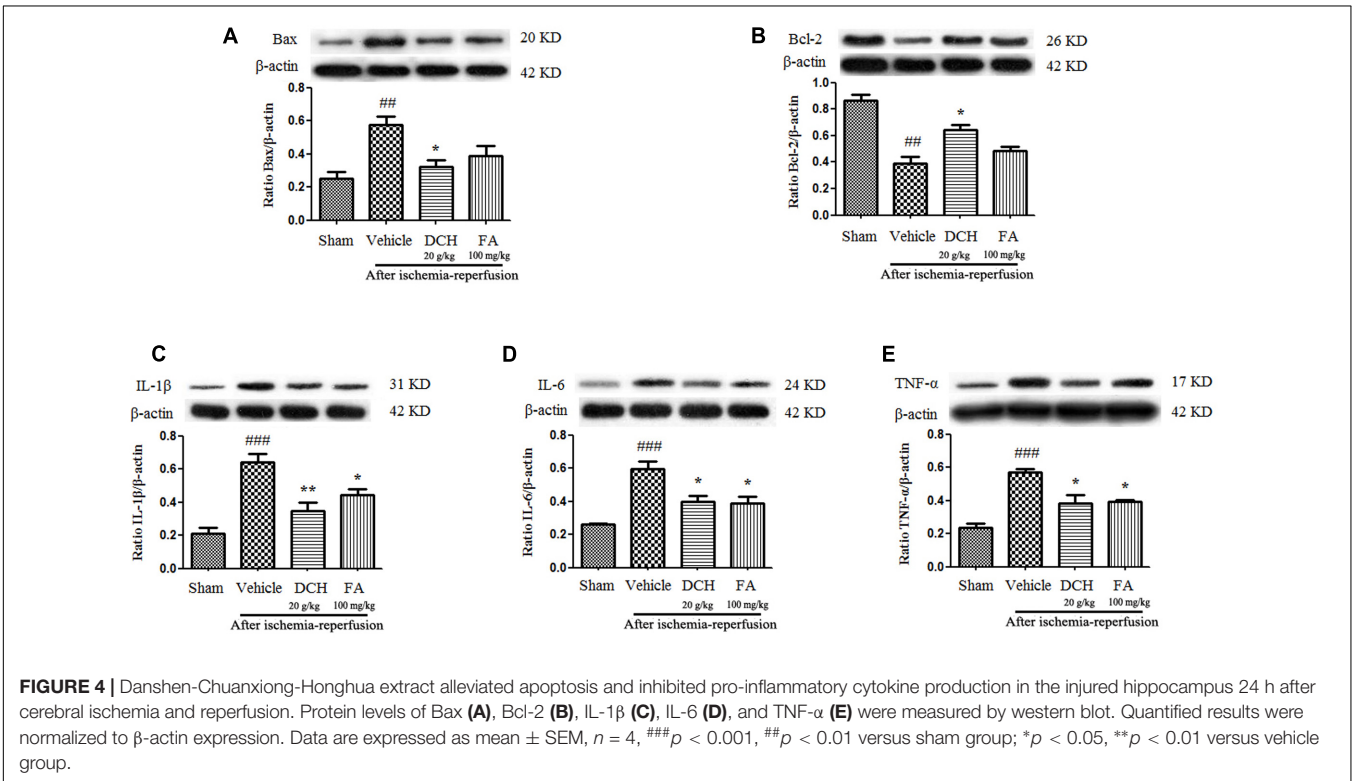 A
Bax
20 KD
β-actin
42 KD
Ratio Bax/β-actin
0.8
0.6
0.4
0.2
0.0
##
*
Sham Vehicle DCH FA
20 g/kg 100 mg/kg
After ischemia-reperfusion
B
Bcl-2
26 KD
β-actin
42 KD
Ratio Bcl-2/β-actin
1.0
0.8
0.6
0.4
0.2
0.0
##
*
Sham Vehicle DCH FA
20 g/kg 100 mg/kg
After ischemia-reperfusion
C
IL-1β
31 KD
β-actin
42 KD
Ratio IL-1β/β-actin
0.8
0.6
0.4
0.2
0.0
###
**
*
Sham Vehicle DCH FA
20 g/kg 100 mg/kg
After ischemia-reperfusion
D
IL-6
24 KD
β-actin
42 KD
Ratio IL-6/β-actin
0.8
0.6
0.4
0.2
0.0
###
*
*
Sham Vehicle DCH FA
20 g/kg 100 mg/kg
After ischemia-reperfusion
E
TNF-α
17 KD
β-actin
42 KD
Ratio TNF-α/β-actin
0.8
0.6
0.4
0.2
0.0
###
*
*
Sham Vehicle DCH FA
20 g/kg 100 mg/kg
After ischemia-reperfusion
FIGURE 4 | Danshen-Chuanxiong-Honghua extract alleviated apoptosis and inhibited pro-inflammatory cytokine production in the injured hippocampus 24 h after
cerebral ischemia and reperfusion. Protein levels of Bax (A), Bcl-2 (B), IL-1β (C), IL-6 (D), and TNF-α (E) were measured by western blot. Quantified results were
normalized to β-actin expression. Data are expressed as mean ± SEM, n = 4, ###p < 0.001, ##p < 0.01 versus sham group; *p < 0.05, **p < 0.01 versus vehicle
group.